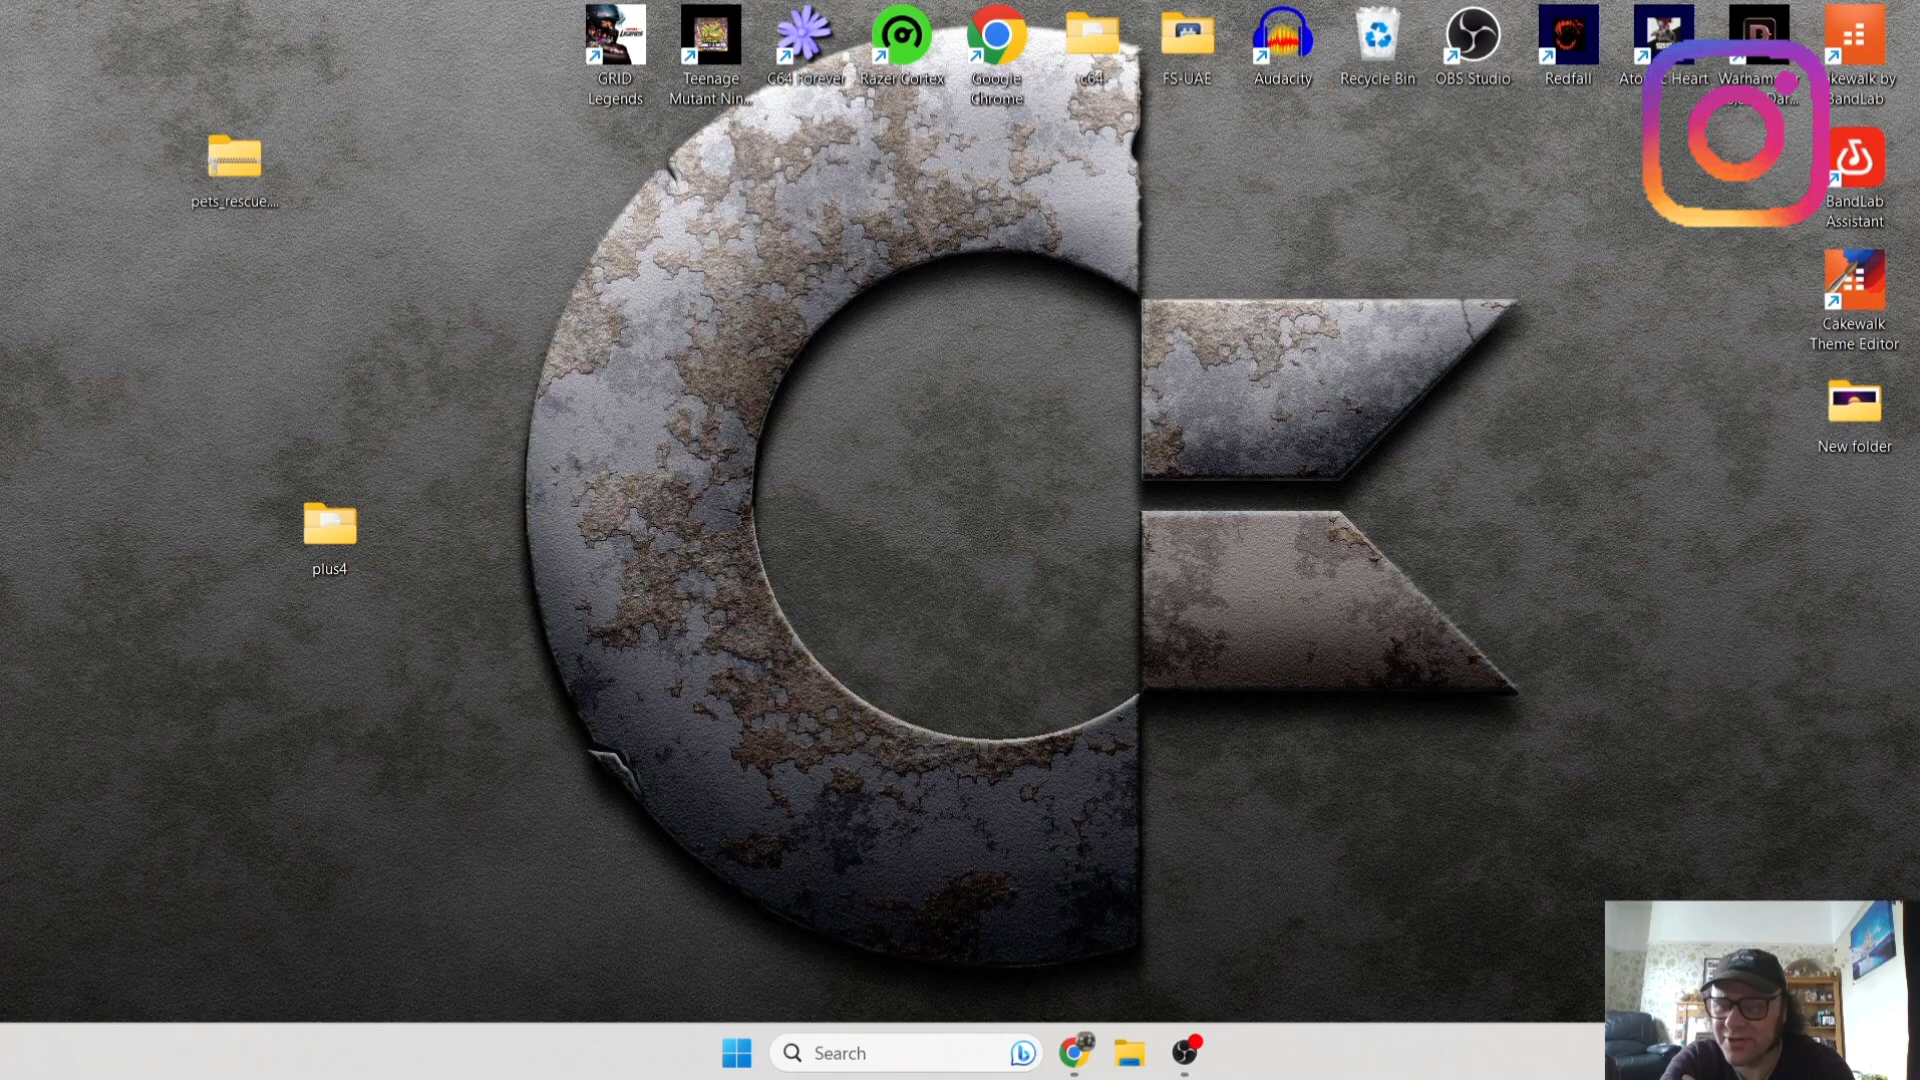 GRID
Legends
Teenage
Mutant Nin...
C64 Forever
Razer Cortex
Google
Chrome
c64
FS-UAE
Audacity
Recycle Bin
OBS Studio
Redfall
Heart
kewalk by
BandLab
pets_rescue....
BandLab
Assistant
Cakewalk
Theme Editor
New folder
plus4
Search